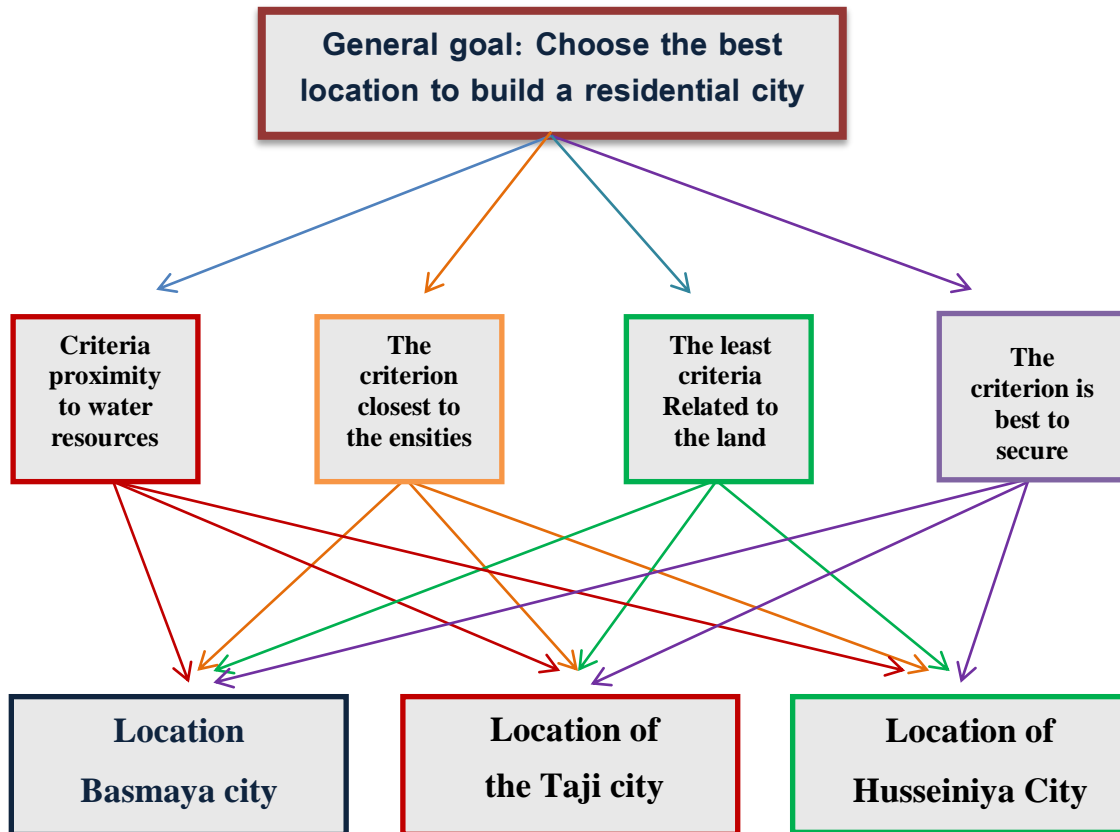 General goal: Choose the best
location to build a residential city
Criteria
proximity
to water
resources
The
criterion
closest to
the ensities
The least
criteria
Related to
the land
The
criterion is
best to
secure
Location
Basmaya city
Location of
the Taji city
Location of
Husseiniya City